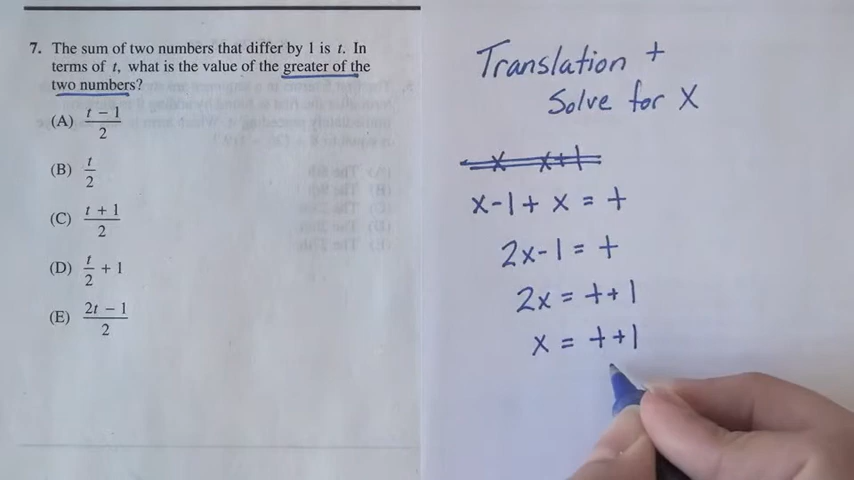 7. The sum of two numbers that differ by 1 is t. In
terms of t, what is the value of the greater of the
two numbers?
(A) t − 1
2
(B) t
2
(C) t + 1
2
(D) t/2 + 1
(E) 2t − 1
2
Translation +
Solve for X
x x+1
x-1 + x = t
2x-1 = t
2x = t+1
x = t+1